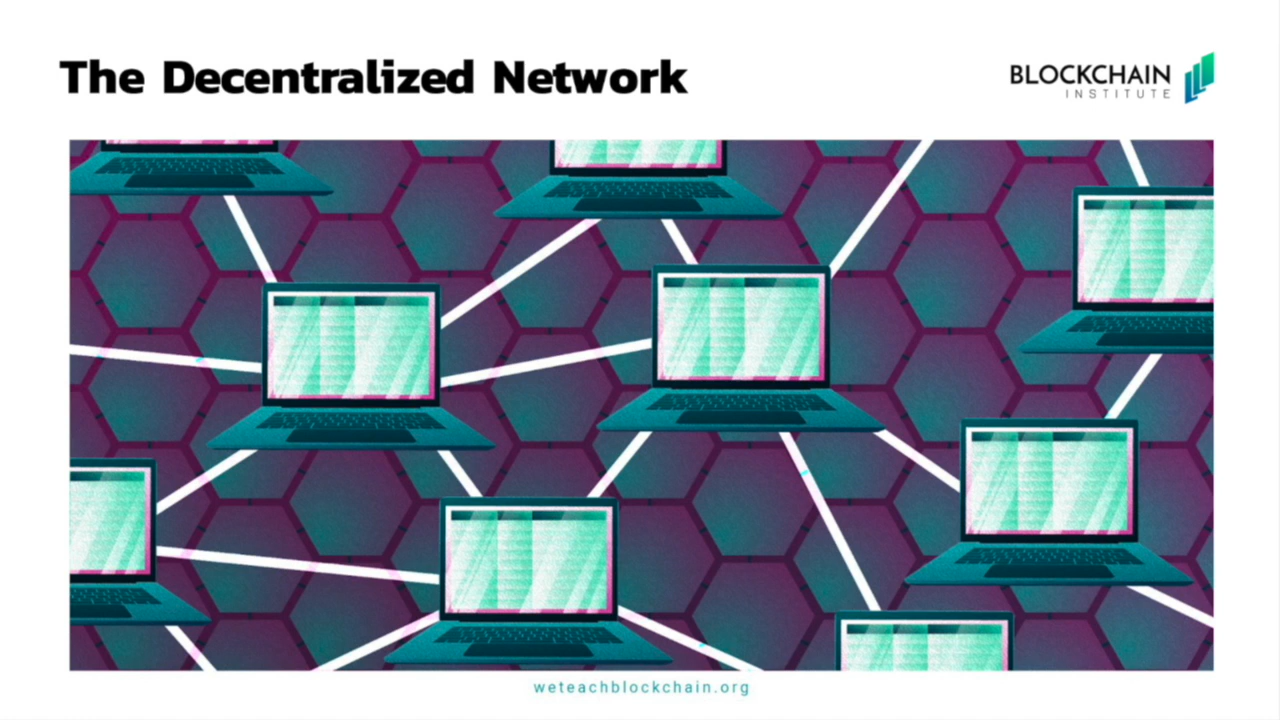 The Decentralized Network
BLOCKCHAIN
INSTITUTE
weteachblockchain.org